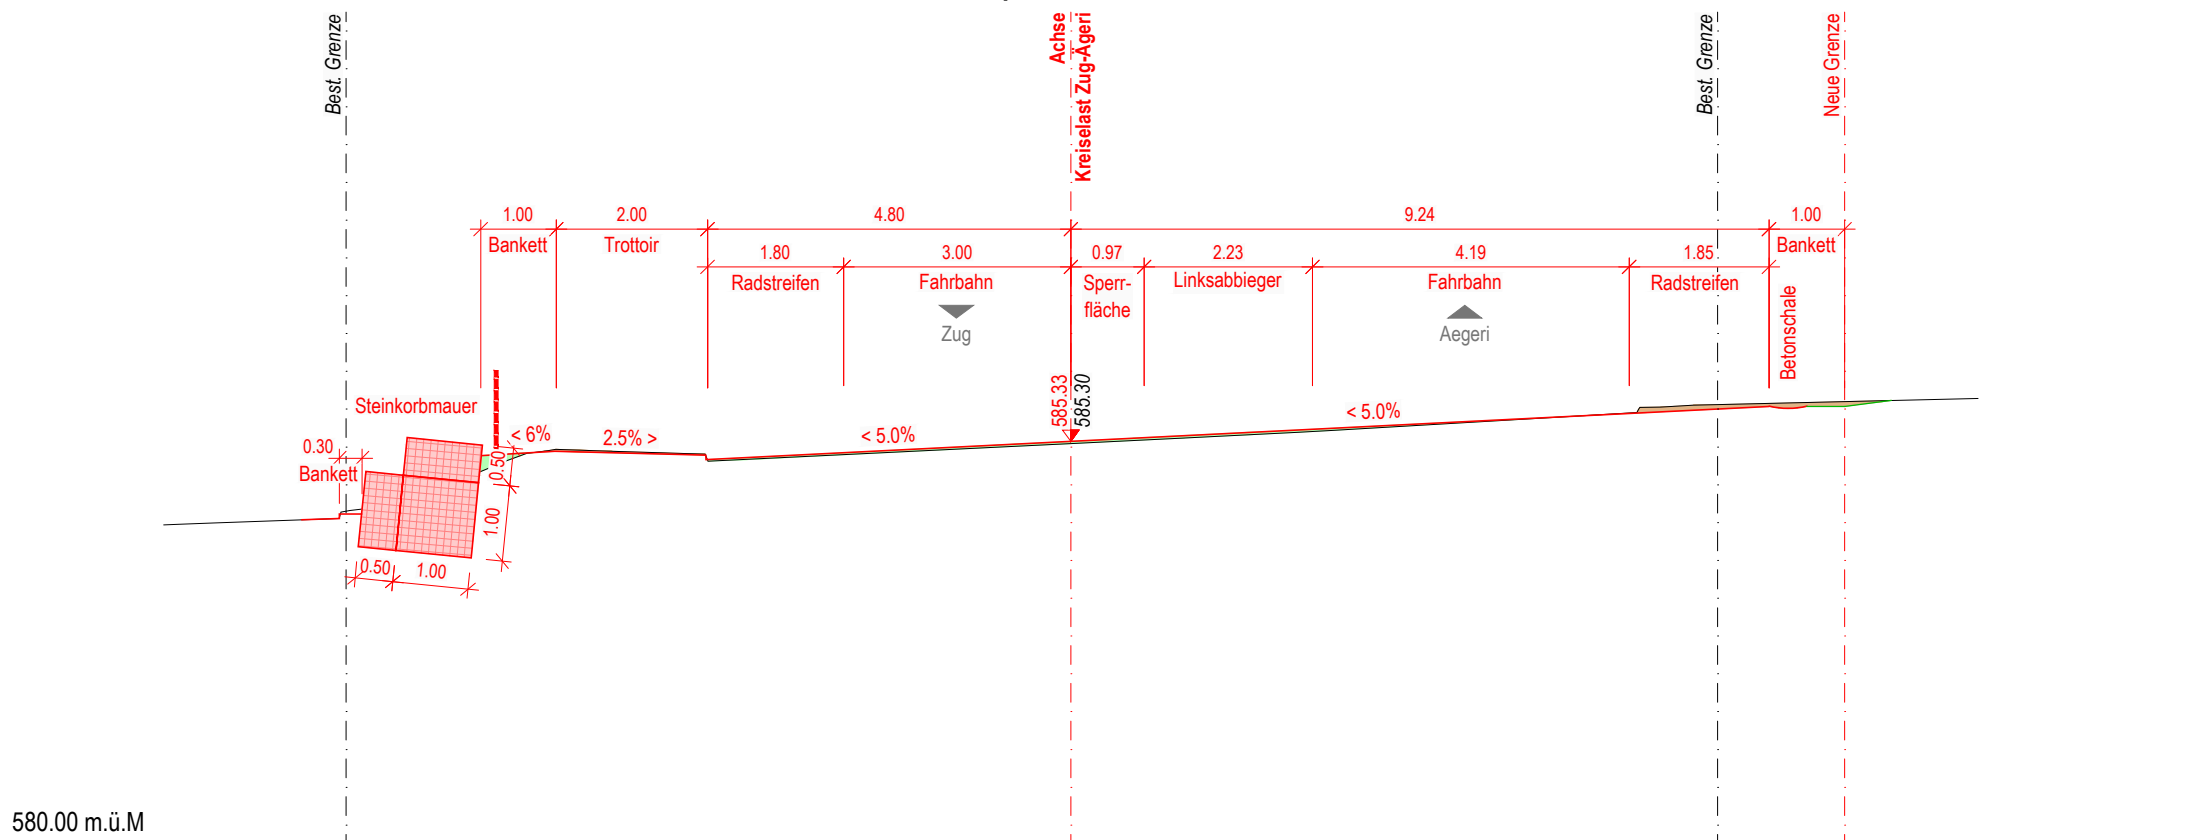 Best. Grenze
Achse
Kreiselast Zug-Ägeri
Best. Grenze
Neue Grenze
1.00
2.00
4.80
9.24
1.00
Bankett
Trottoir
Bankett
1.80
3.00
0.97
2.23
4.19
1.85
Radstreifen
Fahrbahn
Sperr-
fläche
Linksabbieger
Fahrbahn
Radstreifen
Zug
Aegeri
Betonschale
585.33
585.30
Steinkorbmauer
< 6%
2.5% >
< 5.0%
< 5.0%
0.30
Bankett
0.50
1.00
0.50
1.00
580.00 m.ü.M